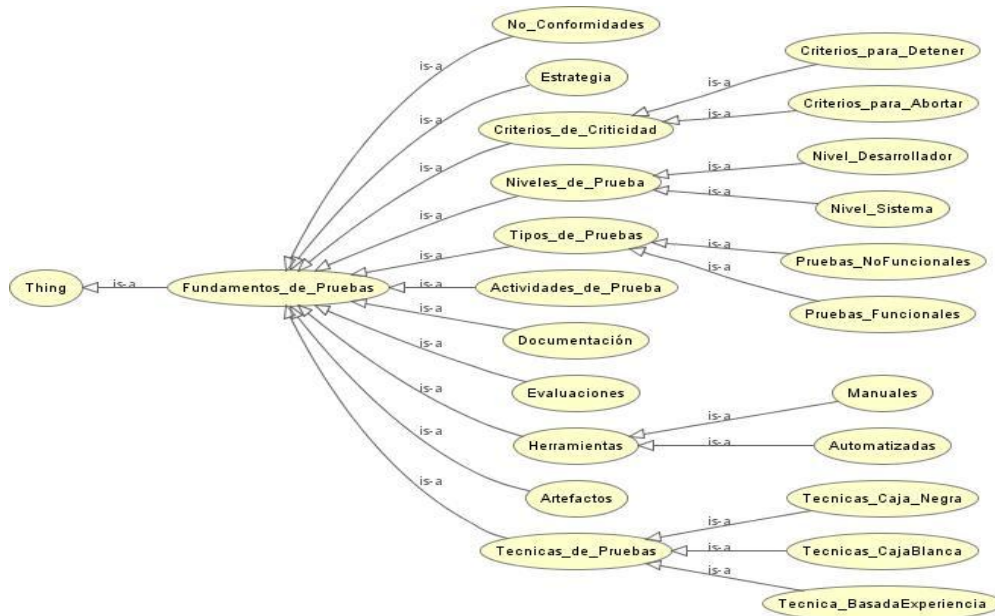 No_Conformidades
is-a
Criterios_para_Detener
Estrategia
is-a
is-a
Criterios_para_Abortar
is-a
Criterios_de_Criticidad
is-a
Nivel_Desarrollador
is-a
Niveles_de_Prueba
is-a
Nivel_Sistema
is-a
Tipos_de_Pruebas
is-a
Pruebas_NoFuncionales
is-a
is-a
Thing
is-a
Fundamentos_de_Pruebas
is-a
Actividades_de_Prueba
Pruebas_Funcionales
is-a
Documentación
is-a
Evaluaciones
Manuales
is-a
is-a
Herramientas
is-a
Automatizadas
is-a
Artefactos
Tecnicas_Caja_Negra
is-a
is-a
Tecnicas_de_Pruebas
is-a
Tecnicas_CajaBlanca
is-a
Tecnica_BasadaExperiencia